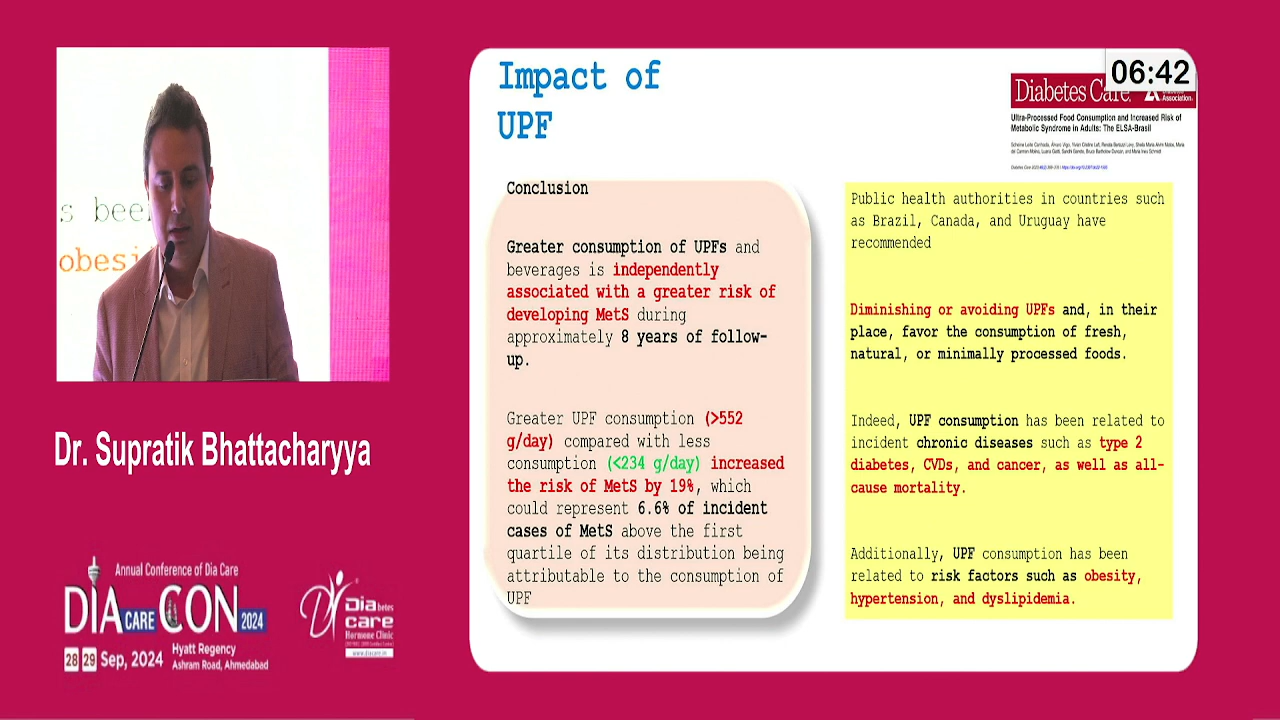 Impact of
UPF
06:42
Diabetes Care
Association.
Ultra-Processed Food Consumption and Increased Risk of
Metabolic Syndrome in Adults: The ELSA-Brasil
Conclusion
Greater consumption of UPFs and
beverages is independently
associated with a greater risk of
developing MetS during
approximately 8 years of follow-
up.
Greater UPF consumption (>552
g/day) compared with less
consumption (<234 g/day) increased
the risk of MetS by 19%, which
could represent 6.6% of incident
cases of MetS above the first
quartile of its distribution being
attributable to the consumption of
UPF
Public health authorities in countries such
as Brazil, Canada, and Uruguay have
recommended
Diminishing or avoiding UPFs and, in their
place, favor the consumption of fresh,
natural, or minimally processed foods.
Indeed, UPF consumption has been related to
incident chronic diseases such as type 2
diabetes, CVDs, and cancer, as well as all-
cause mortality.
Additionally, UPF consumption has been
related to risk factors such as obesity,
hypertension, and dyslipidemia.
s bee
obesi
Dr. Supratik Bhattacharyya
Annual Conference of Dia Care
DIA CARE CON 2024
28 29 Sep, 2024
Hyatt Regency
Ashram Road, Ahmedabad
Diabetes
care
Hormone Clinic
www.diacare.in